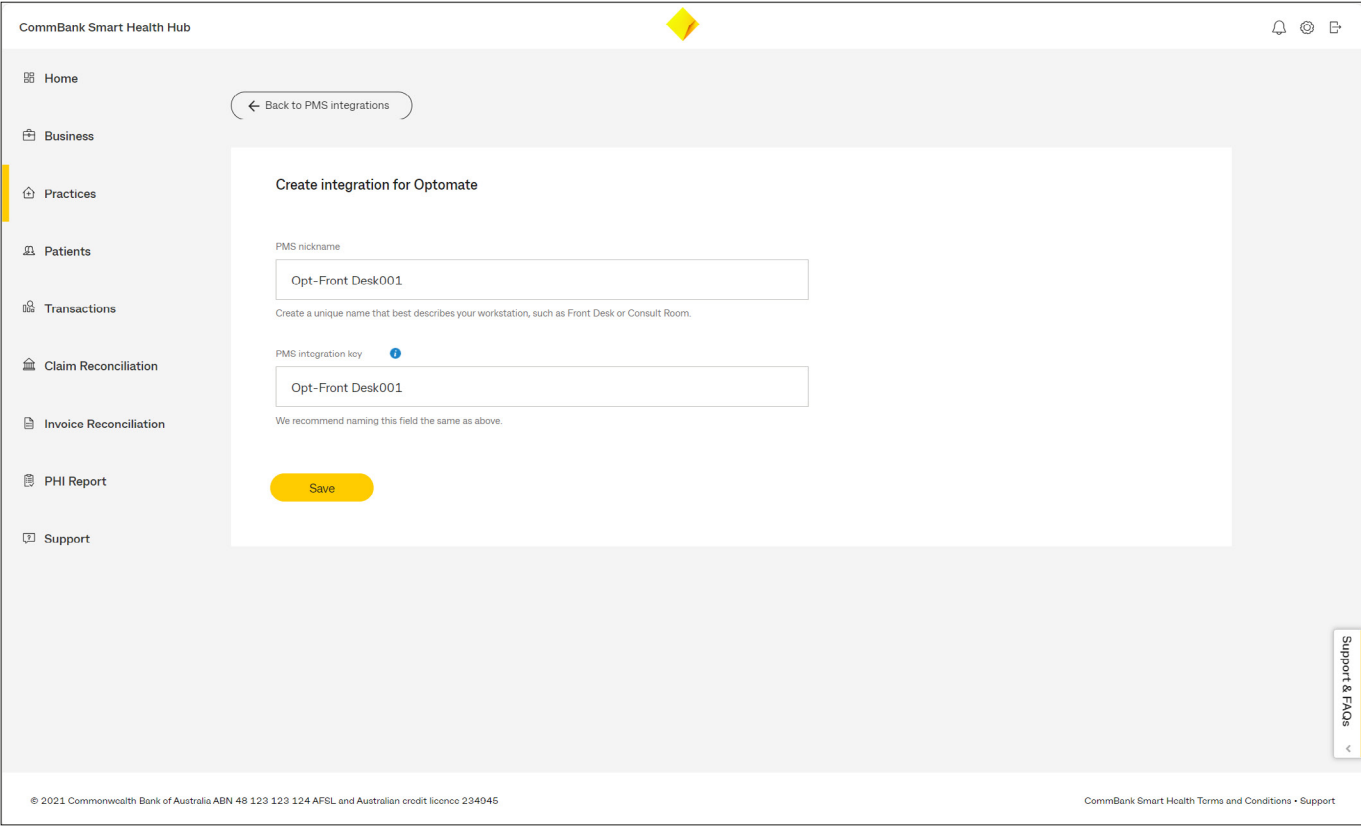 CommBank Smart Health Hub
Home
Business
Practices
Patients
Transactions
Claim Reconciliation
Invoice Reconciliation
PHI Report
Support
Back to PMS integrations
Create integration for Optomate
PMS nickname
Opt-Front Desk001
Create a unique name that best describes your workstation, such as Front Desk or Consult Room.
PMS integration key
Opt-Front Desk001
We recommend naming this field the same as above.
Save
Support & FAQs
© 2021 Commonwealth Bank of Australia ABN 48 123 123 124 AFSL and Australian credit licence 234945
CommBank Smart Health Terms and Conditions • Support